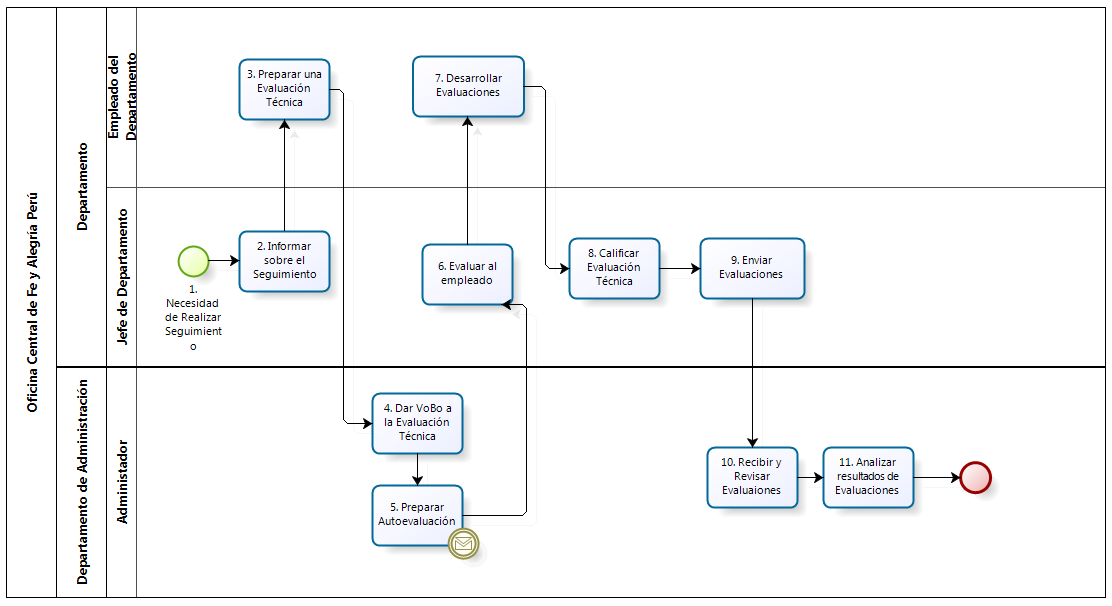 Oficina Central de Fe y Alegría Perú
Departamento
Empleado del
Departamento
3. Preparar una
Evaluación
Técnica
7. Desarrollar
Evaluaciones
Jefe de Departamento
1.
Necesidad
de Realizar
Seguimient
o
2. Informar
sobre el
Seguimiento
6. Evaluar al
empleado
8. Calificar
Evaluación
Técnica
9. Enviar
Evaluaciones
Departamento de Administración
Administador
4. Dar VoBo a
la Evaluación
Técnica
5. Preparar
Autoevaluación
10. Recibir y
Revisar
Evaluaiones
11. Analizar
resultados de
Evaluaciones